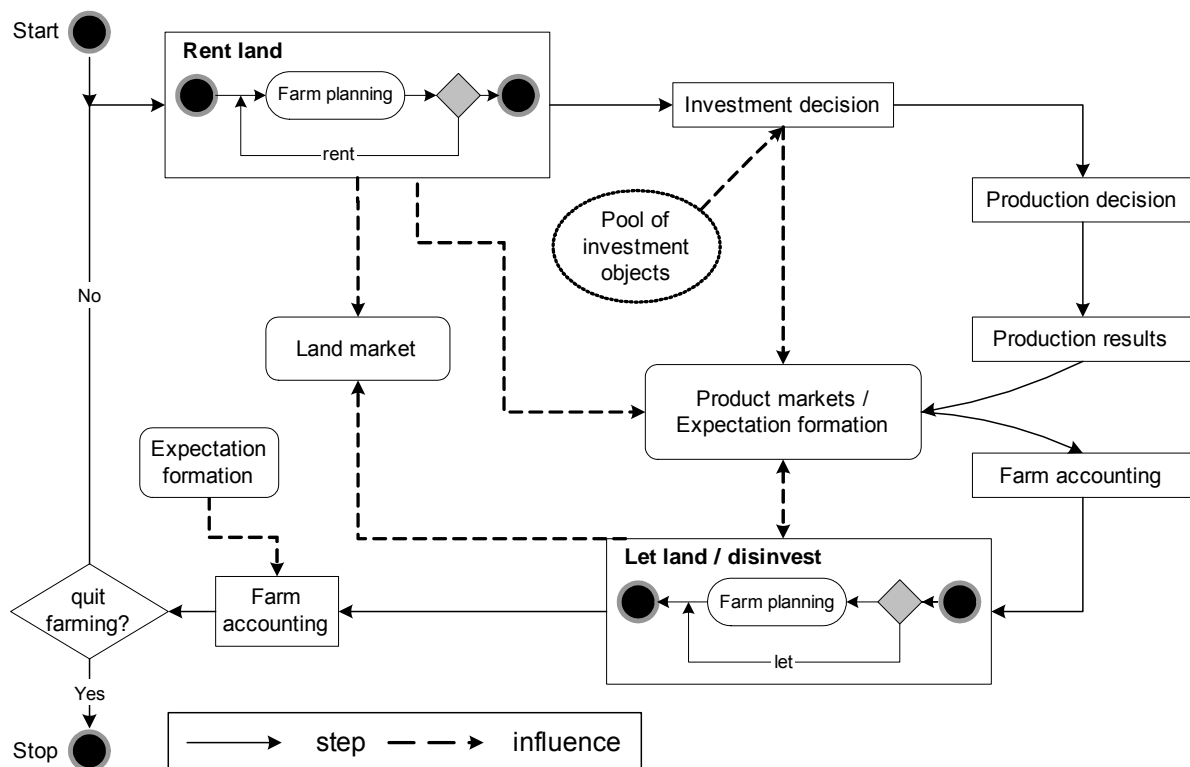 Start
Rent land
Farm planning
rent
Investment decision
Pool of
investment
objects
Production decision
No
Land market
Production results
Product markets /
Expectation formation
Expectation
formation
Farm accounting
Let land / disinvest
Farm planning
let
Farm
accounting
quit
farming?
Yes
Stop
step
influence